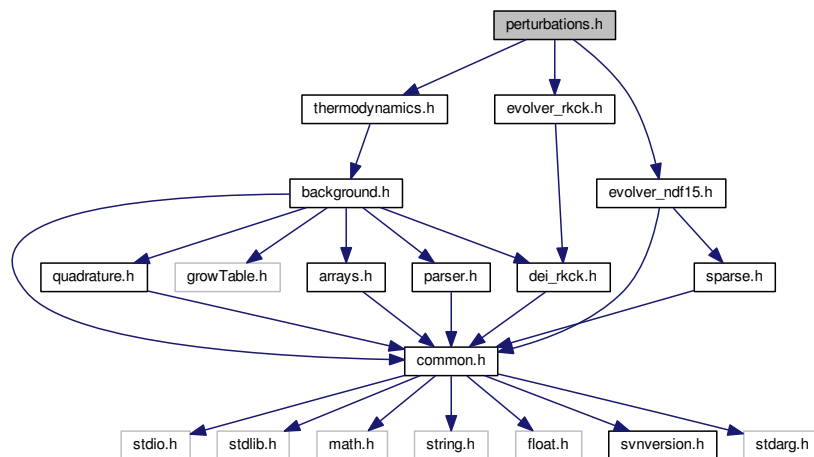 perturbations.h
thermodynamics.h
evolver_rkck.h
background.h
evolver_ndf15.h
quadrature.h
growTable.h
arrays.h
parser.h
dei_rkck.h
sparse.h
common.h
stdio.h
stdlib.h
math.h
string.h
float.h
svnversion.h
stdarg.h